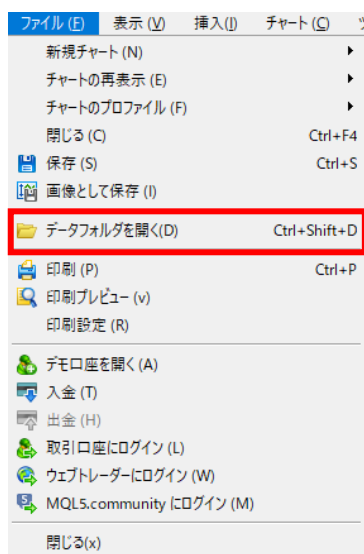 ファイル (F) 表示 (V) 挿入(I) チャート (C)
新規チャート (N)
チャートの再表示 (E)
チャートのプロファイル (F)
閉じる (C) Ctrl+F4
保存 (S) Ctrl+S
画像として保存 (I)
データフォルダを開く(D) Ctrl+Shift+D
印刷 (P) Ctrl+P
印刷プレビュー (v)
印刷設定 (R)
デモ口座を開く (A)
入金 (T)
出金 (H)
取引口座にログイン (L)
ウェブトレーダーにログイン (W)
MQL5.community にログイン (M)
閉じる(x)